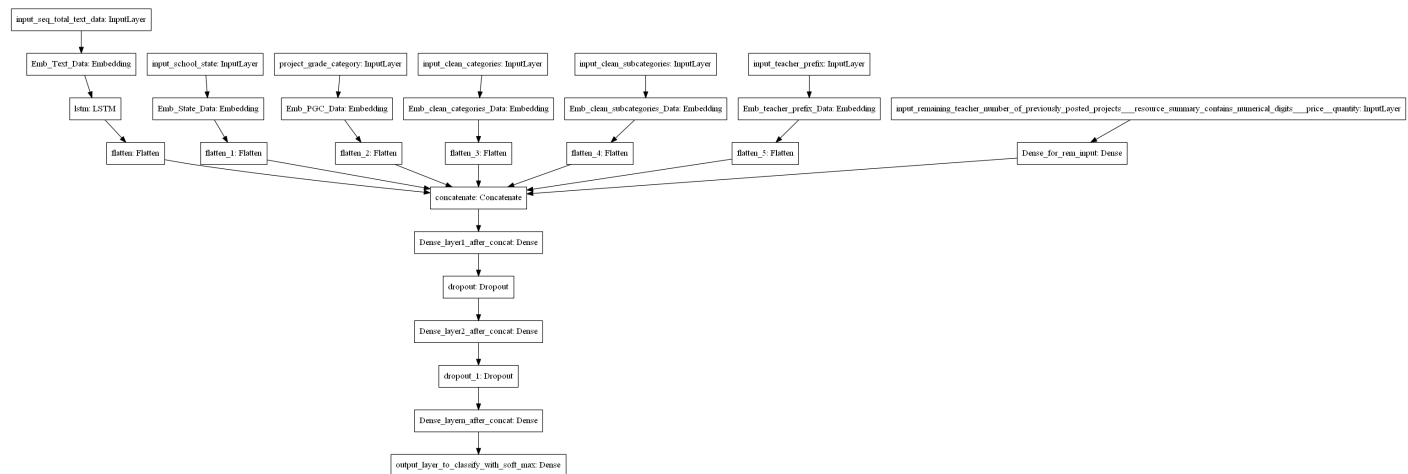 input_seq_total_text_data: InputLayer
Emb_Text_Data: Embedding
input_school_state: InputLayer
project_grade_category: InputLayer
input_clean_categories: InputLayer
input_clean_subcategories: InputLayer
input_teacher_prefix: InputLayer
lstm: LSTM
Emb_State_Data: Embedding
Emb_PGC_Data: Embedding
Emb_clean_categories_Data: Embedding
Emb_clean_subcategories_Data: Embedding
Emb_teacher_prefix_Data: Embedding
input_remaining_teacher_number_of_previously_posted_projects___resource_summary_contains_numerical_digits___price__quantity: InputLayer
flatten: Flatten
flatten_1: Flatten
flatten_2: Flatten
flatten_3: Flatten
flatten_4: Flatten
flatten_5: Flatten
Dense_for_rem_input: Dense
concatenate: Concatenate
Dense_layer1_after_concat: Dense
dropout: Dropout
Dense_layer2_after_concat: Dense
dropout_1: Dropout
Dense_layern_after_concat: Dense
output_layer_to_classify_with_soft_max: Dense